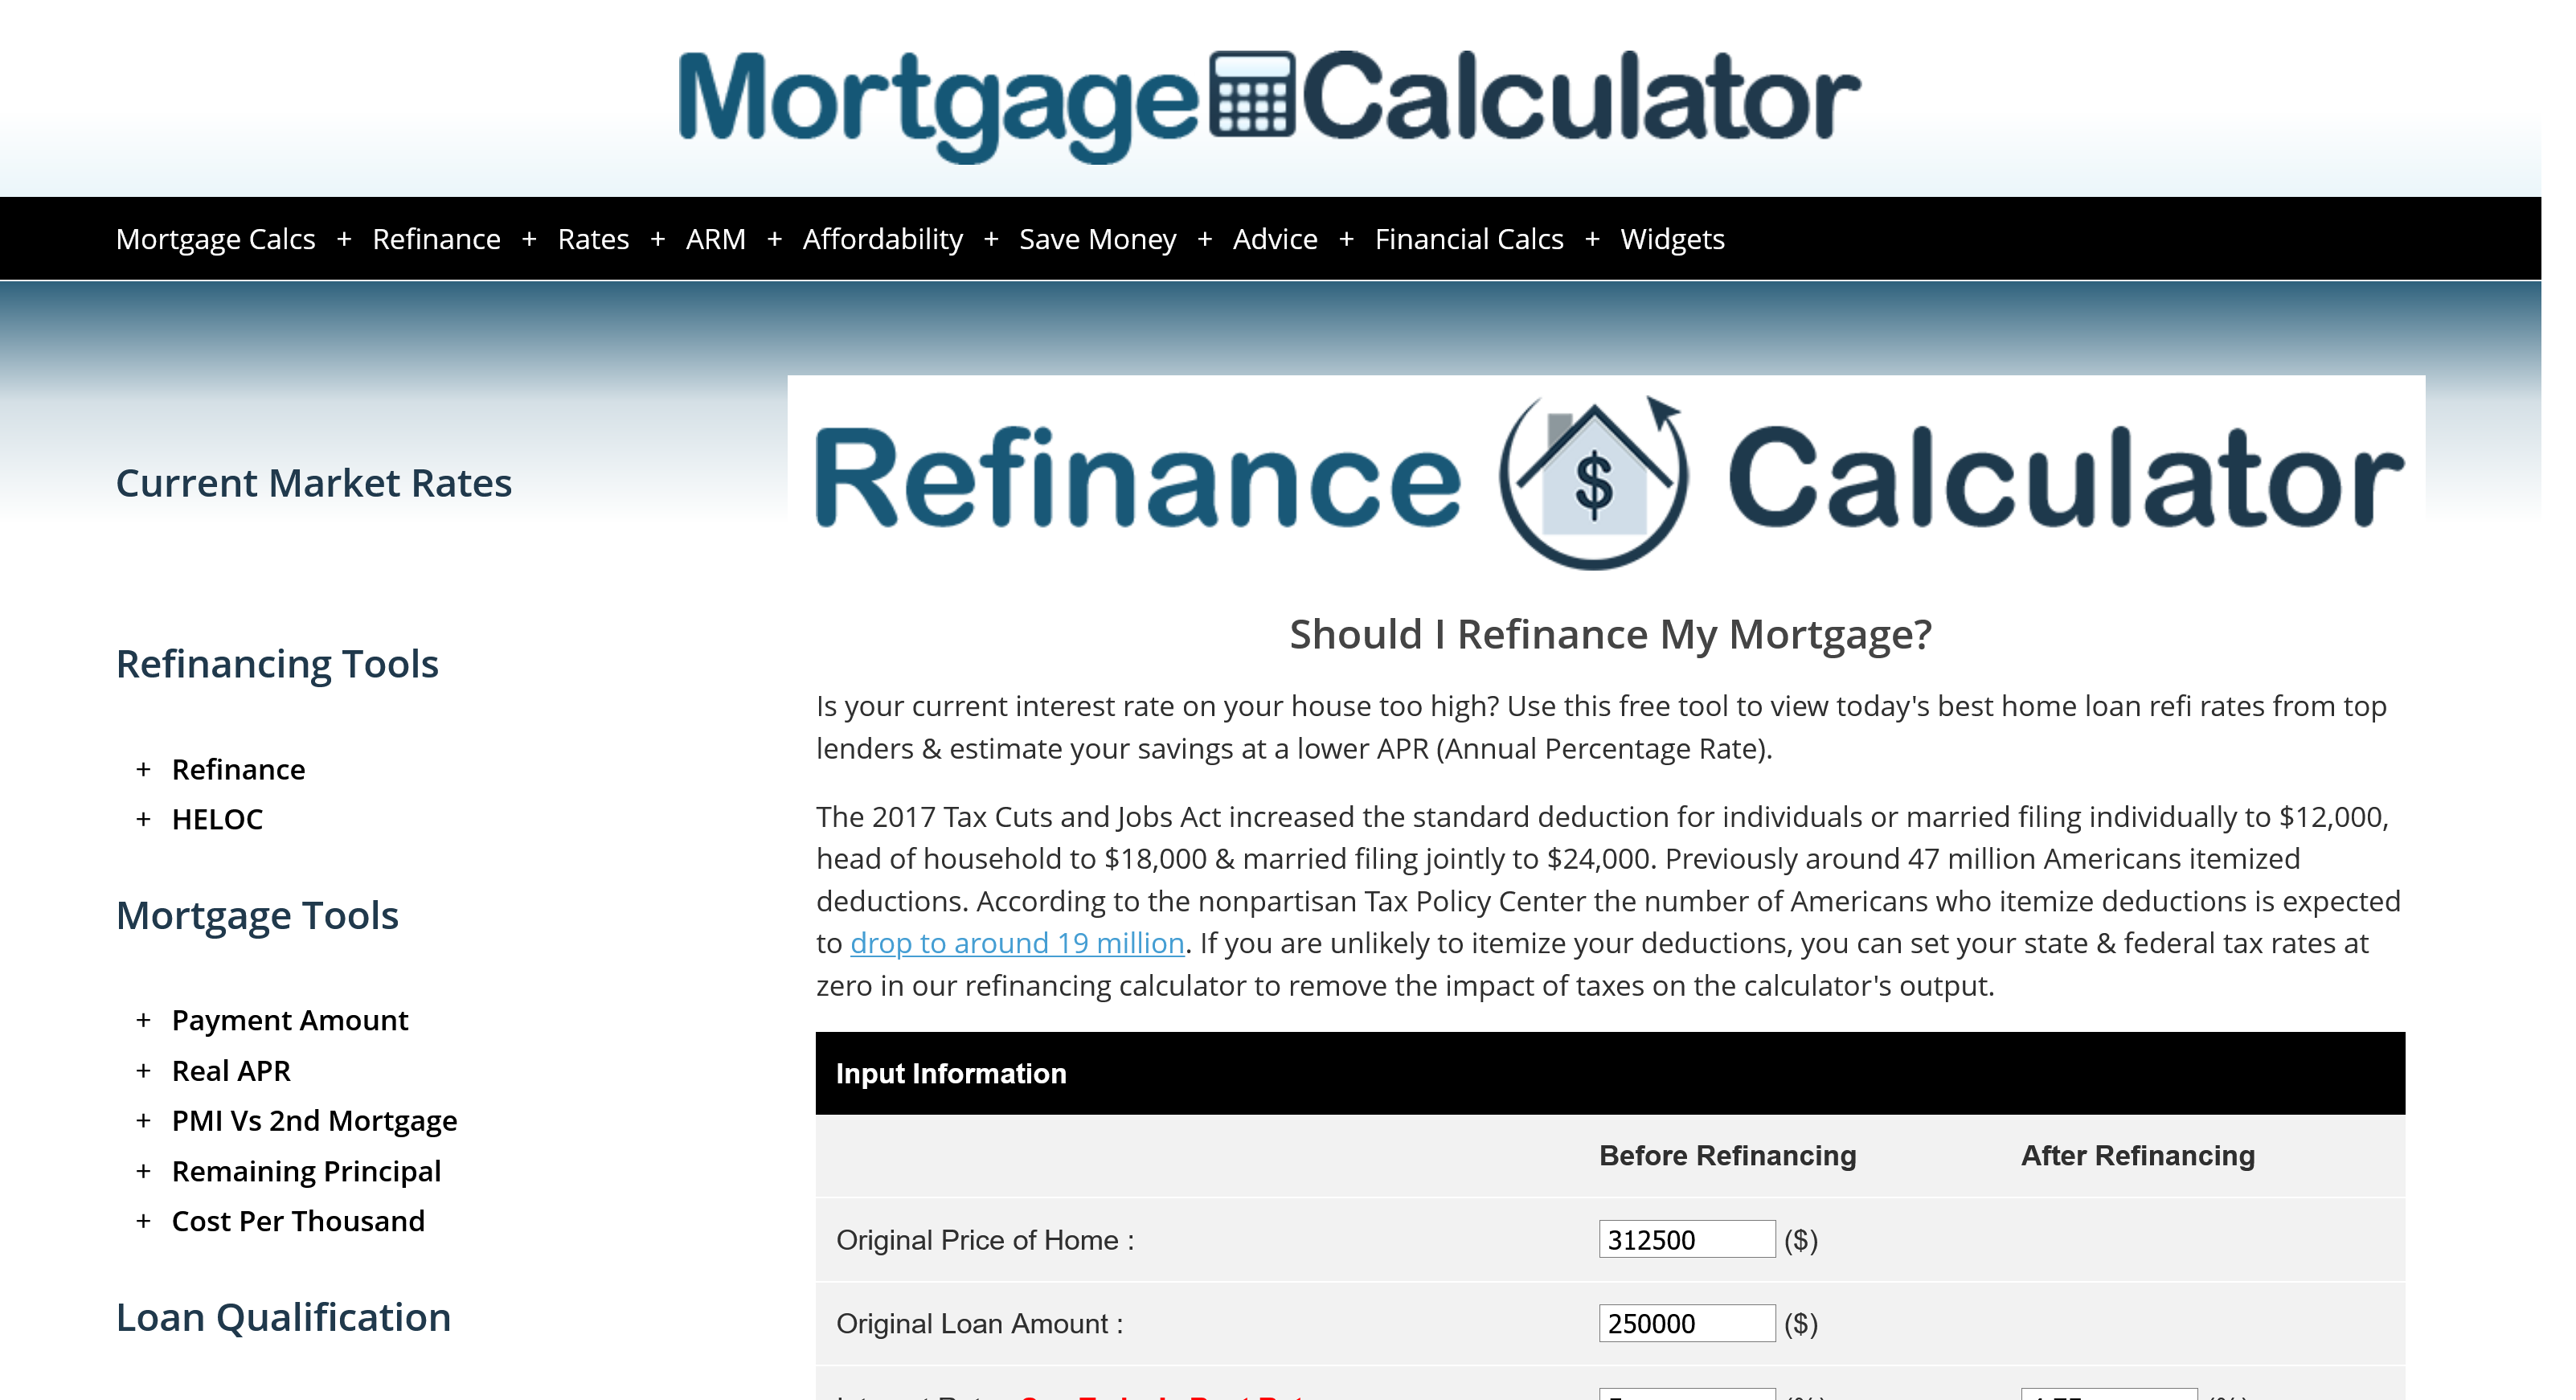 Mortgage Calculator
Mortgage Calcs + Refinance + Rates + ARM + Affordability + Save Money + Advice + Financial Calcs + Widgets
Current Market Rates
Refinancing Tools
+ Refinance
+ HELOC
Mortgage Tools
+ Payment Amount
+ Real APR
+ PMI Vs 2nd Mortgage
+ Remaining Principal
+ Cost Per Thousand
Loan Qualification
Refinance $ Calculator
Should I Refinance My Mortgage?
Is your current interest rate on your house too high? Use this free tool to view today's best home loan refi rates from top
lenders & estimate your savings at a lower APR (Annual Percentage Rate).
The 2017 Tax Cuts and Jobs Act increased the standard deduction for individuals or married filing individually to $12,000,
head of household to $18,000 & married filing jointly to $24,000. Previously around 47 million Americans itemized
deductions. According to the nonpartisan Tax Policy Center the number of Americans who itemize deductions is expected
to drop to around 19 million. If you are unlikely to itemize your deductions, you can set your state & federal tax rates at
zero in our refinancing calculator to remove the impact of taxes on the calculator's output.
Input Information
Before Refinancing After Refinancing
Original Price of Home : 312500 ($)
Original Loan Amount : 250000 ($)